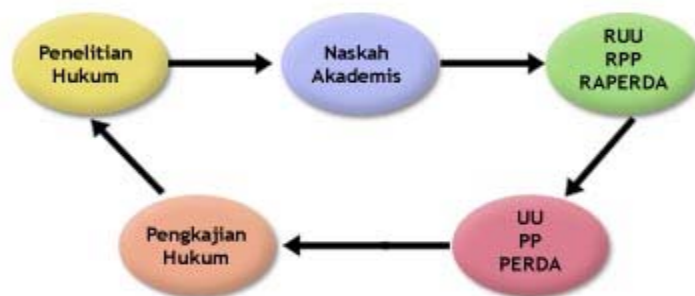 Penelitian
Hukum
Naskah
Akademis
RUU
RPP
RAPERDA
UU
PP
PERDA
Pengkajian
Hukum